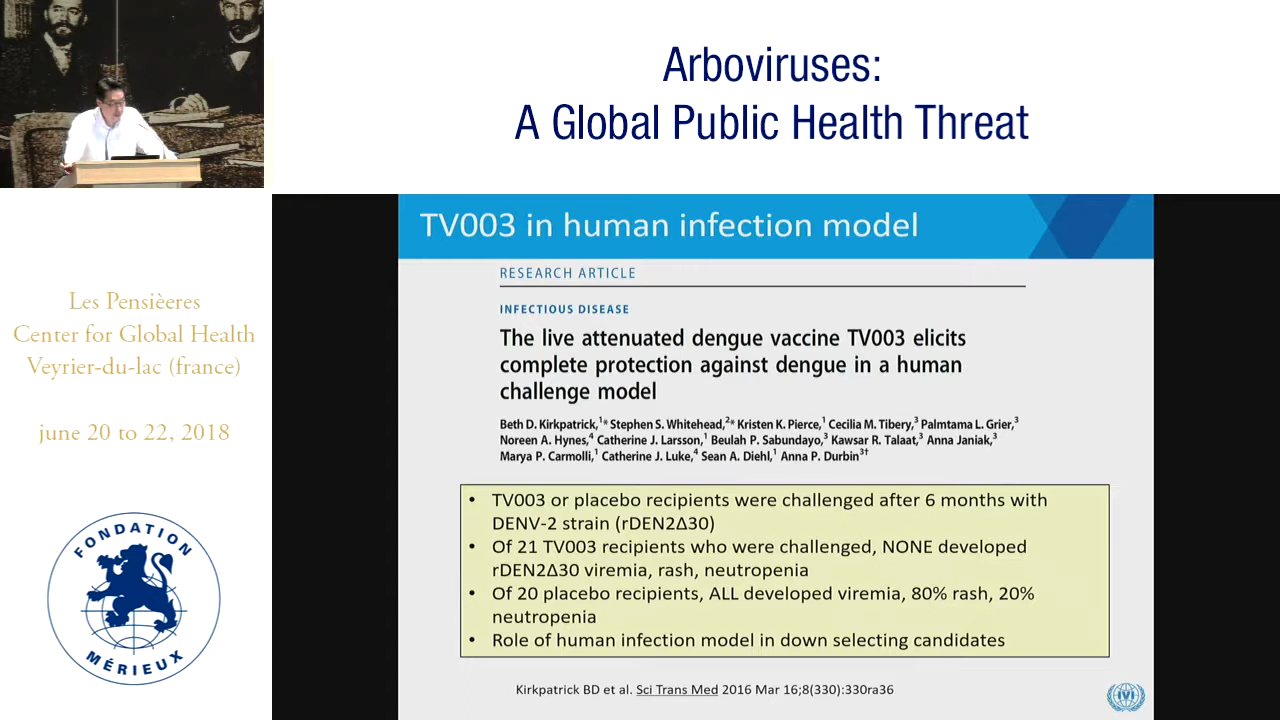 Arboviruses:
A Global Public Health Threat
Les Pensièeres
Center for Global Health
Veyrier-du-lac (france)
june 20 to 22, 2018
FONDATION
MÉRIEUX
TV003 in human infection model
RESEARCH ARTICLE
INFECTIOUS DISEASE
The live attenuated dengue vaccine TV003 elicits
complete protection against dengue in a human
challenge model
Beth D. Kirkpatrick,¹* Stephen S. Whitehead,²* Kristen K. Pierce,¹ Cecilia M. Tibery,³ Palmtama L. Grier,³
Noreen A. Hynes,⁴ Catherine J. Larsson,¹ Beulah P. Sabundayo,³ Kawsar R. Talaat,³ Anna Janiak,³
Marya P. Carmolli,¹ Catherine J. Luke,⁴ Sean A. Diehl,¹ Anna P. Durbin³†
• TV003 or placebo recipients were challenged after 6 months with
DENV-2 strain (rDEN2Δ30)
• Of 21 TV003 recipients who were challenged, NONE developed
rDEN2Δ30 viremia, rash, neutropenia
• Of 20 placebo recipients, ALL developed viremia, 80% rash, 20%
neutropenia
• Role of human infection model in down selecting candidates
Kirkpatrick BD et al. Sci Trans Med 2016 Mar 16;8(330):330ra36
IVI